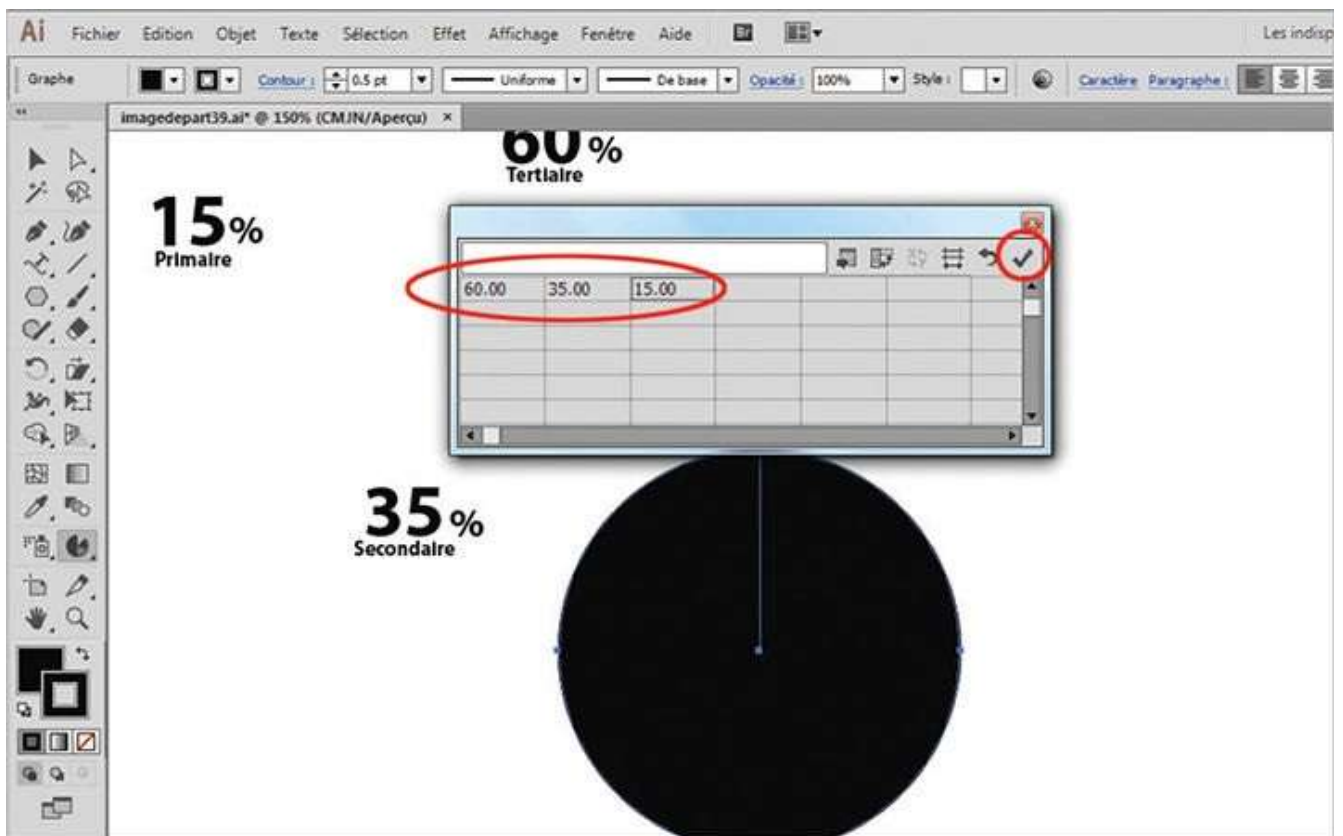 Ai Fichier Edition Objet Texte Sélection Effet Affichage Fenêtre Aide Br Les indisp
Graphe Contour : 0.5 pt Uniforme De base Opacité : 100% Style : Caractère Paragraphe :
imagedepart39.ai* @ 150% (CMJN/Aperçu) ×
60%
Tertiaire
15%
Primaire
60.00 35.00 15.00
35%
Secondaire